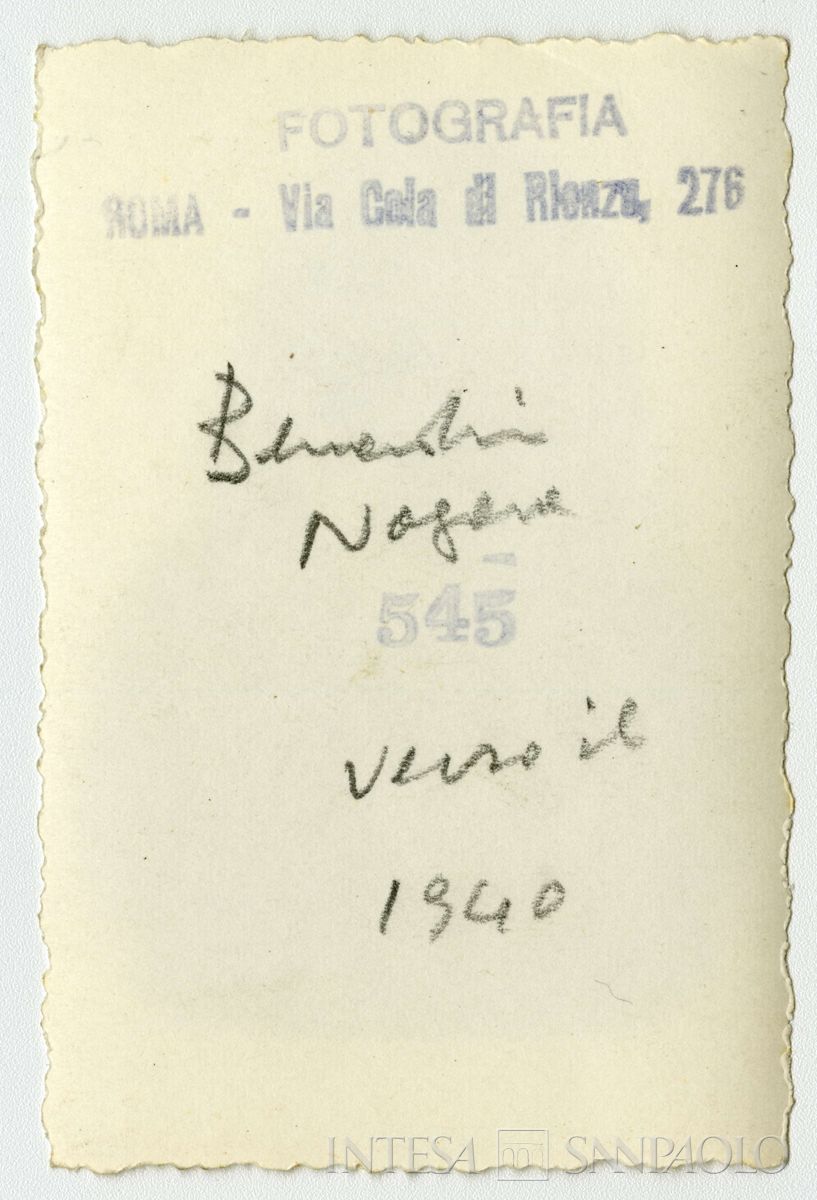 FOTOGRAFIA
ROMA - Via Cola di Rienzo, 276
Bernardino
Nogara
545
verso il
1940
INTESA SANPAOLO